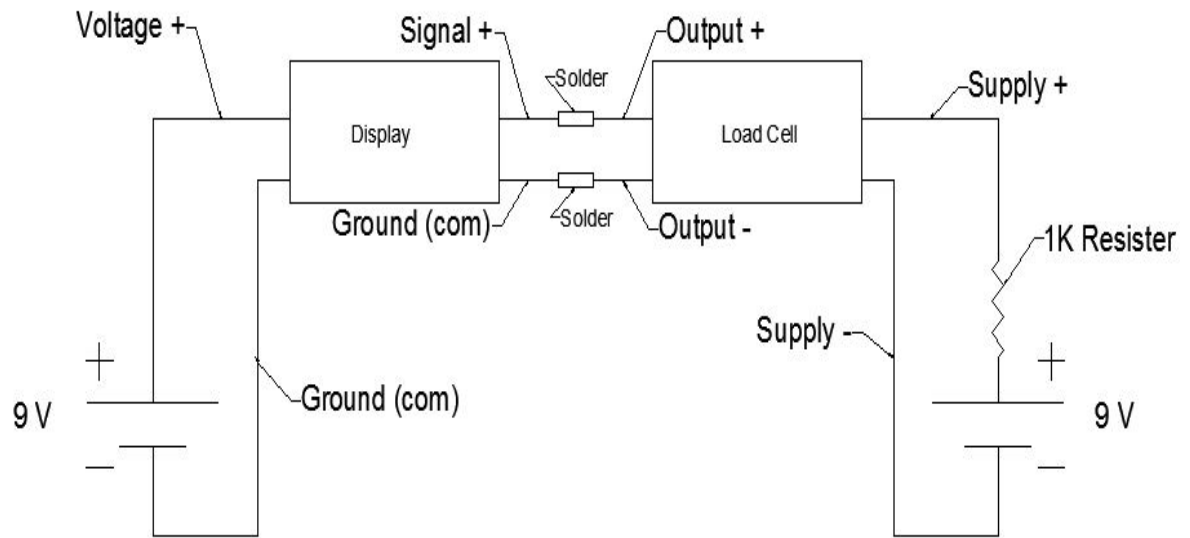 Voltage +
Signal +
Output +
Solder
Supply +
Display
Load Cell
Ground (com)
Solder
Output -
1K Resister
Supply -
+
+
Ground (com)
9 V
9 V
–
–